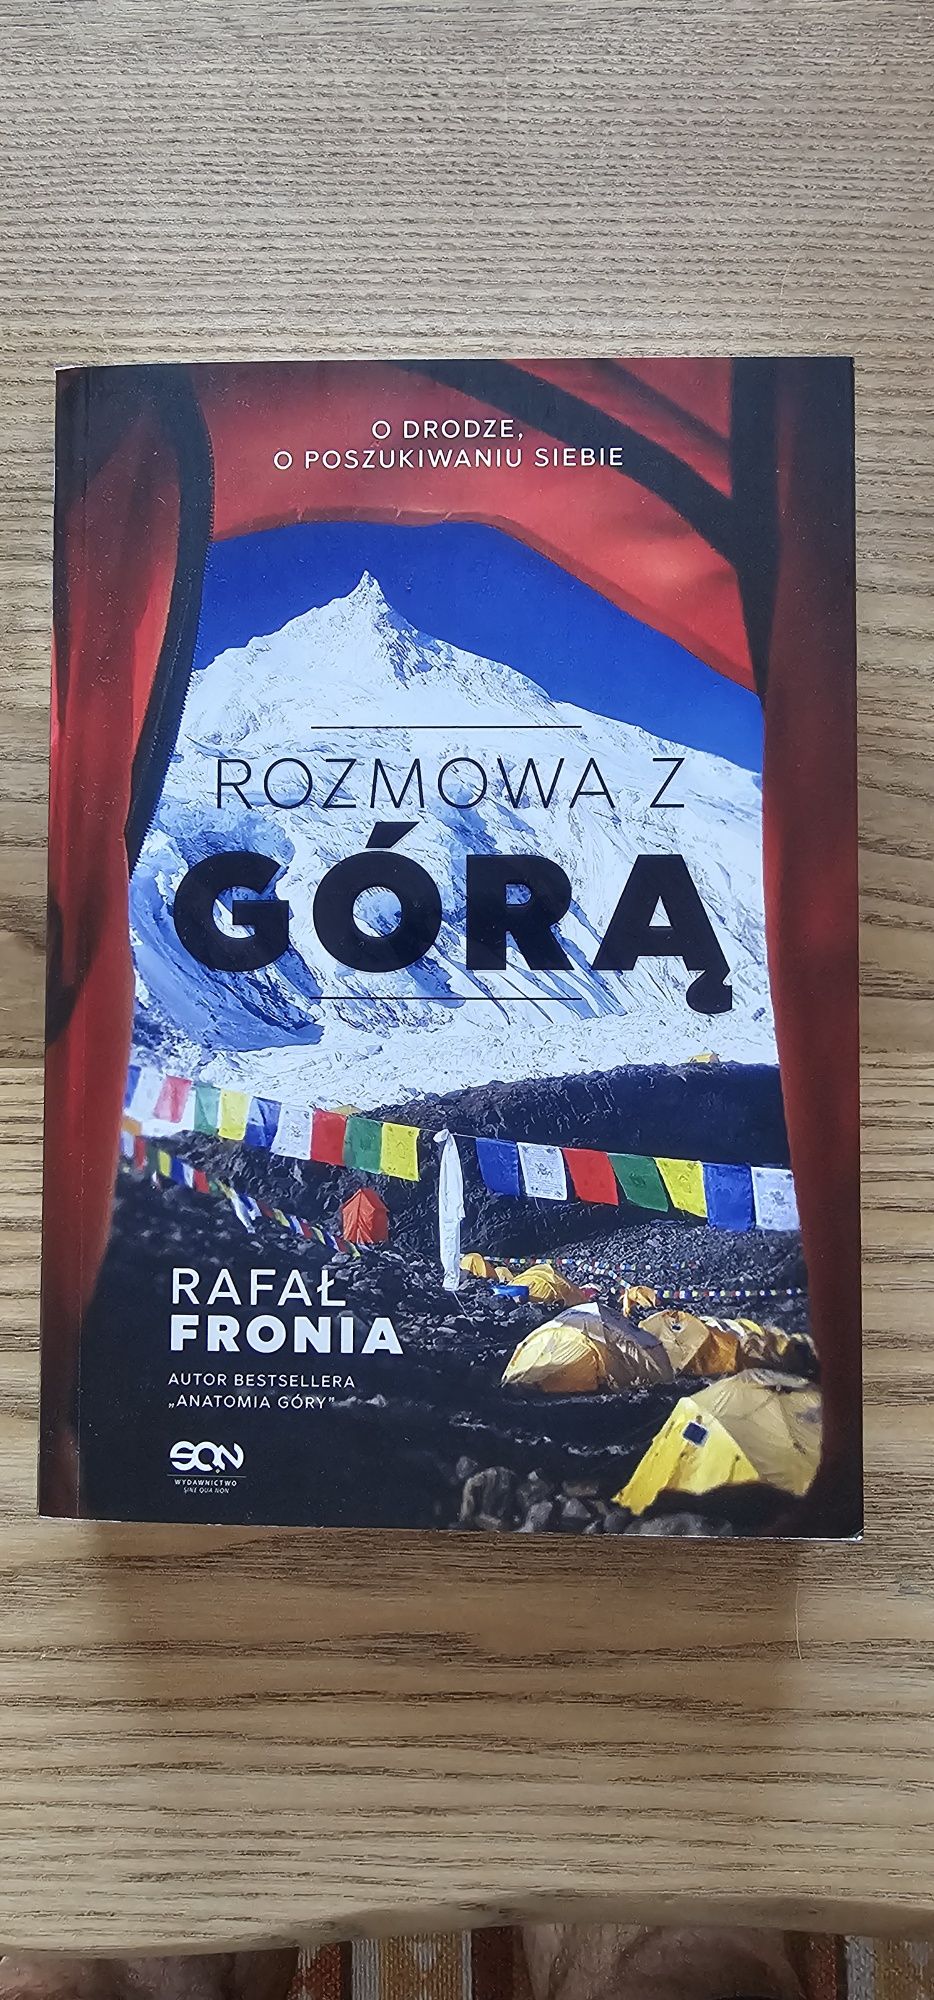 O DRODZE,
O POSZUKIWANIU SIEBIE
ROZMOWA Z
GÓRĄ
RAFAŁ
FRONIA
AUTOR BESTSELLERA
„ANATOMIA GÓRY”
SQN
WYDAWNICTWO
SINE QUA NON